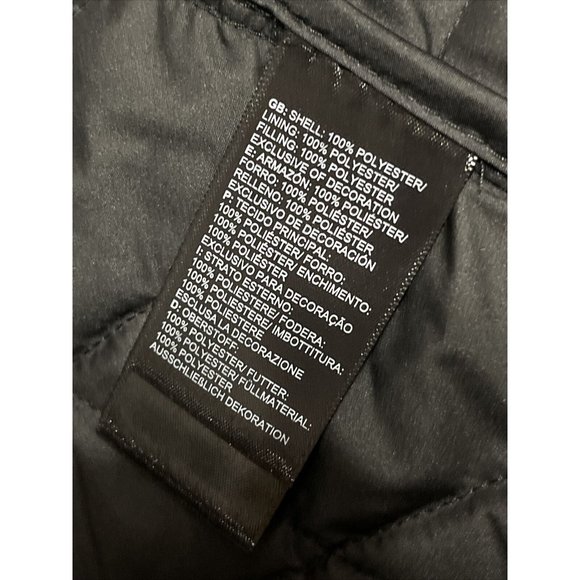 GB: SHELL: 100% POLYESTER/
LINING: 100% POLYESTER/
FILLING: 100% POLYESTER/
EXCLUSIVE OF DECORATION
E: ARMAZÓN: 100% POLIÉSTER/
FORRO: 100% POLIÉSTER/
RELLENO: 100% POLIÉSTER
EXCLUSIVO DE DECORACIÓN
P: TECIDO PRINCIPAL:
100% POLIÉSTER/ FORRO:
100% POLIÉSTER/ ENCHIMENTO:
100% POLIÉSTER
EXCLUSIVO PARA DECORAÇÃO
I: STRATO ESTERNO:
100% POLIESTERE/ FODERA:
100% POLIESTERE/ IMBOTTITURA:
100% POLIESTERE
ESCLUSA LA DECORAZIONE
D: OBERSTOFF:
100% POLYESTER/ FUTTER:
100% POLYESTER/ FÜLLMATERIAL:
100% POLYESTER
AUSSCHLIEßLICH DEKORATION